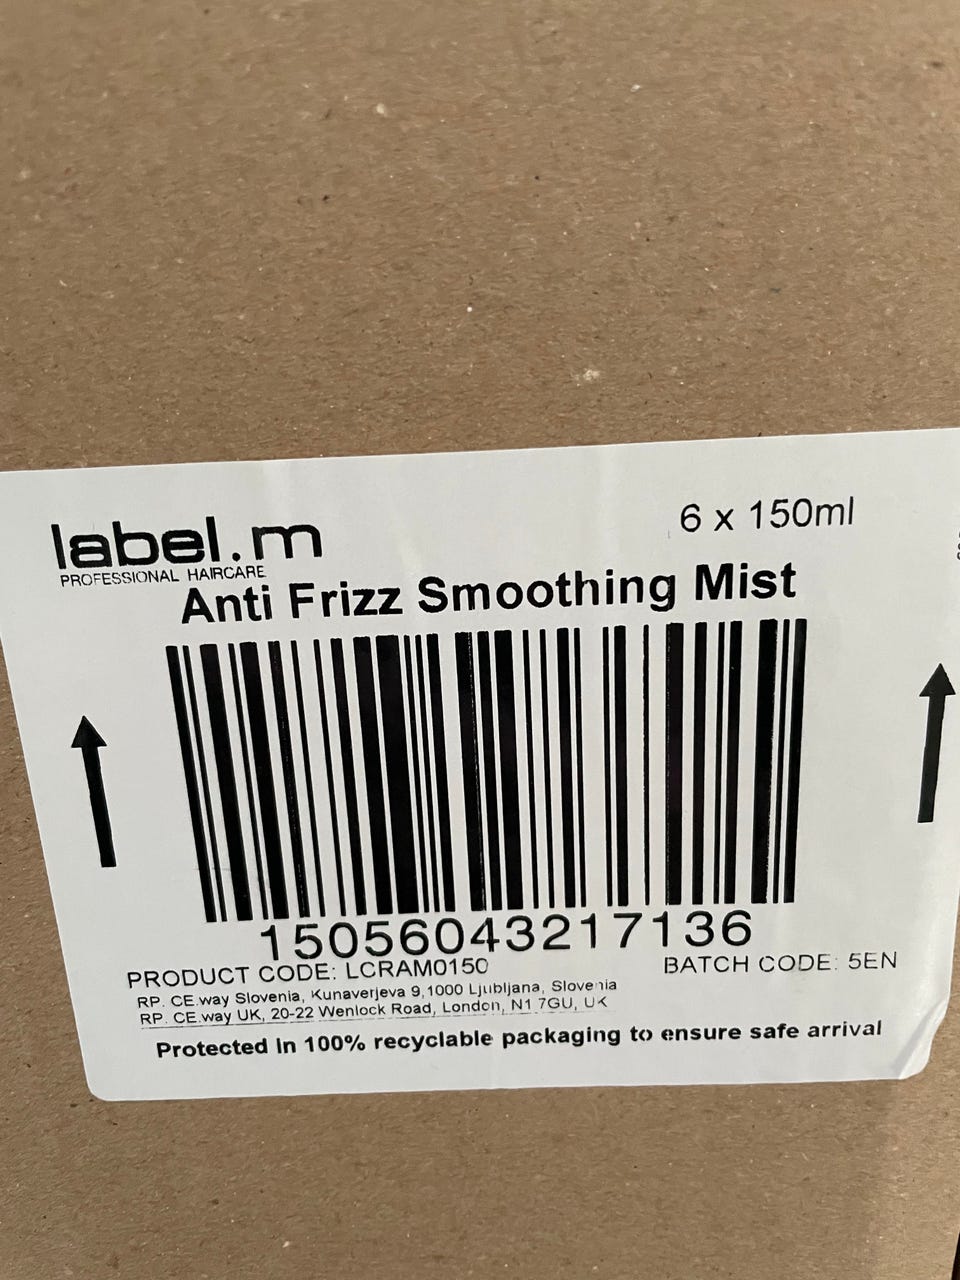 label.m
6 x 150ml
PROFESSIONAL HAIRCARE
Anti Frizz Smoothing Mist
15056043217136
PRODUCT CODE: LCRAM0150
BATCH CODE: 5EN
RP. CE.way Slovenia, Kunaverjeva 9,1000 Ljubljana, Slovenia
RP. CE.way UK, 20-22 Wenlock Road, London, N1 7GU, UK
Protected in 100% recyclable packaging to ensure safe arrival